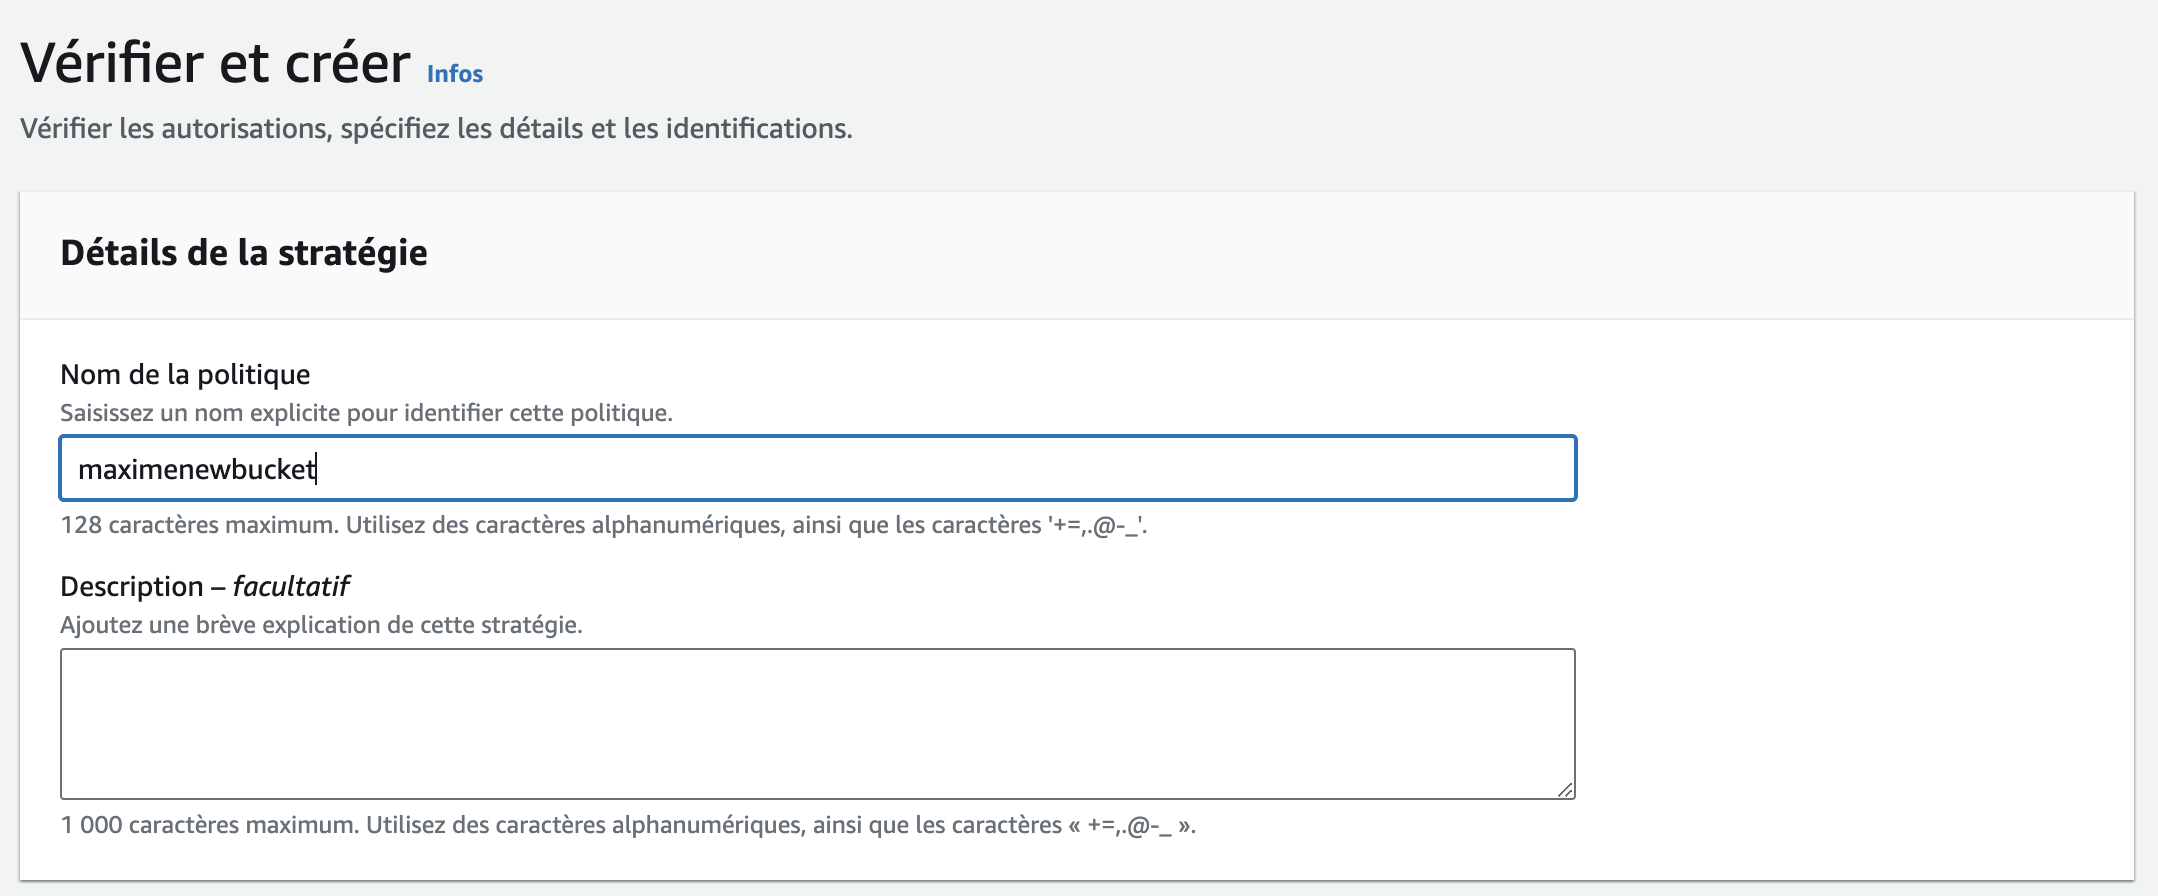 Vérifier et créer Infos
Vérifier les autorisations, spécifiez les détails et les identifications.
Détails de la stratégie
Nom de la politique
Saisissez un nom explicite pour identifier cette politique.
maximenewbucket
128 caractères maximum. Utilisez des caractères alphanumériques, ainsi que les caractères '+=,.@-_'.
Description – facultatif
Ajoutez une brève explication de cette stratégie.
1 000 caractères maximum. Utilisez des caractères alphanumériques, ainsi que les caractères « +=,.@-_ ».